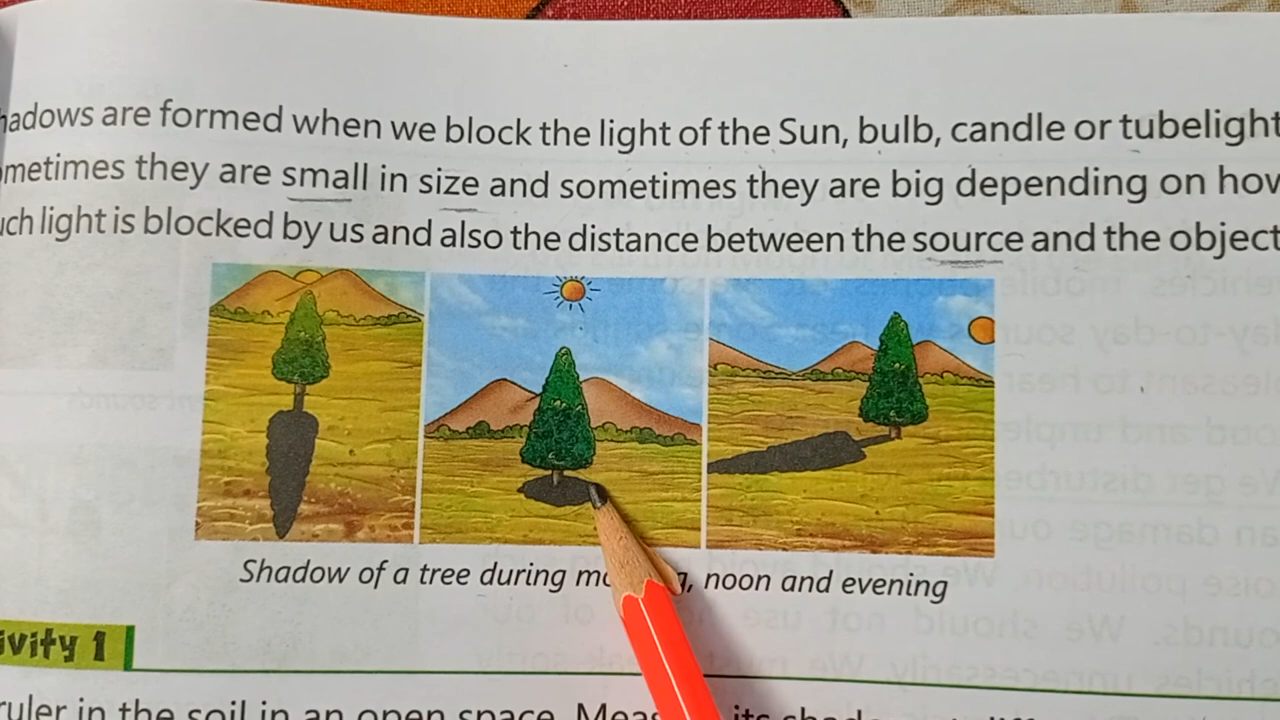 adows are formed when we block the light of the Sun, bulb, candle or tubelight
metimes they are small in size and sometimes they are big depending on how
uch light is blocked by us and also the distance between the source and the object
Shadow of a tree during mo , noon and evening
ivity 1
ruler in the soil in an open space. its